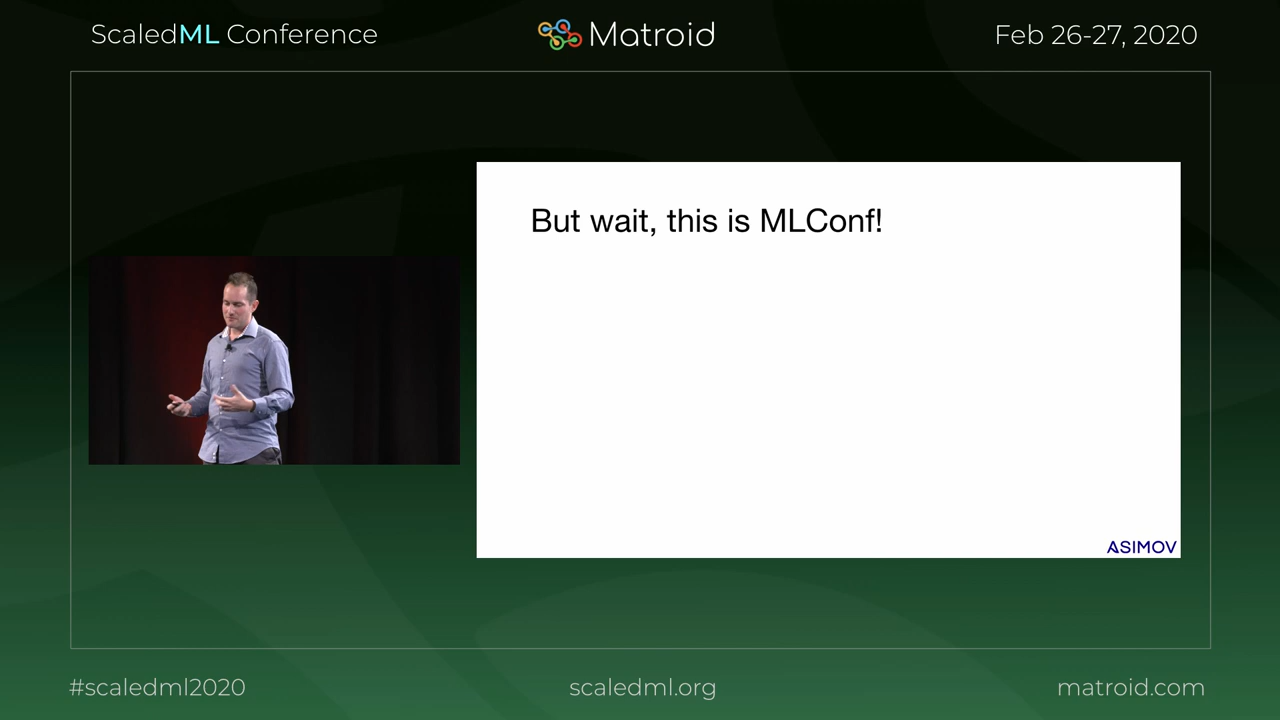 ScaledML Conference
Matroid
Feb 26-27, 2020
But wait, this is MLConf!
ASIMOV
#scaledml2020
scaledml.org
matroid.com